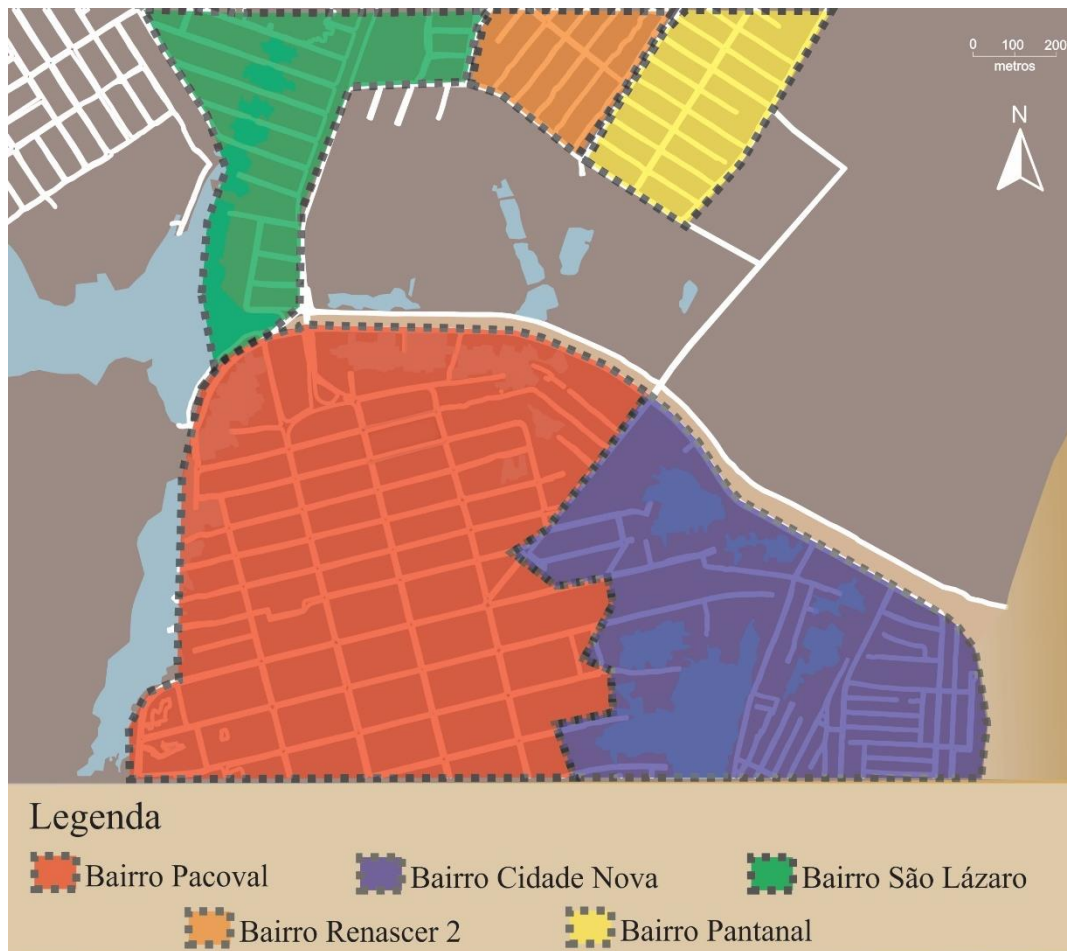 0 100 200
metros
N
Legenda
Bairro Pacoval Bairro Cidade Nova Bairro São Lázaro
Bairro Renascer 2 Bairro Pantanal